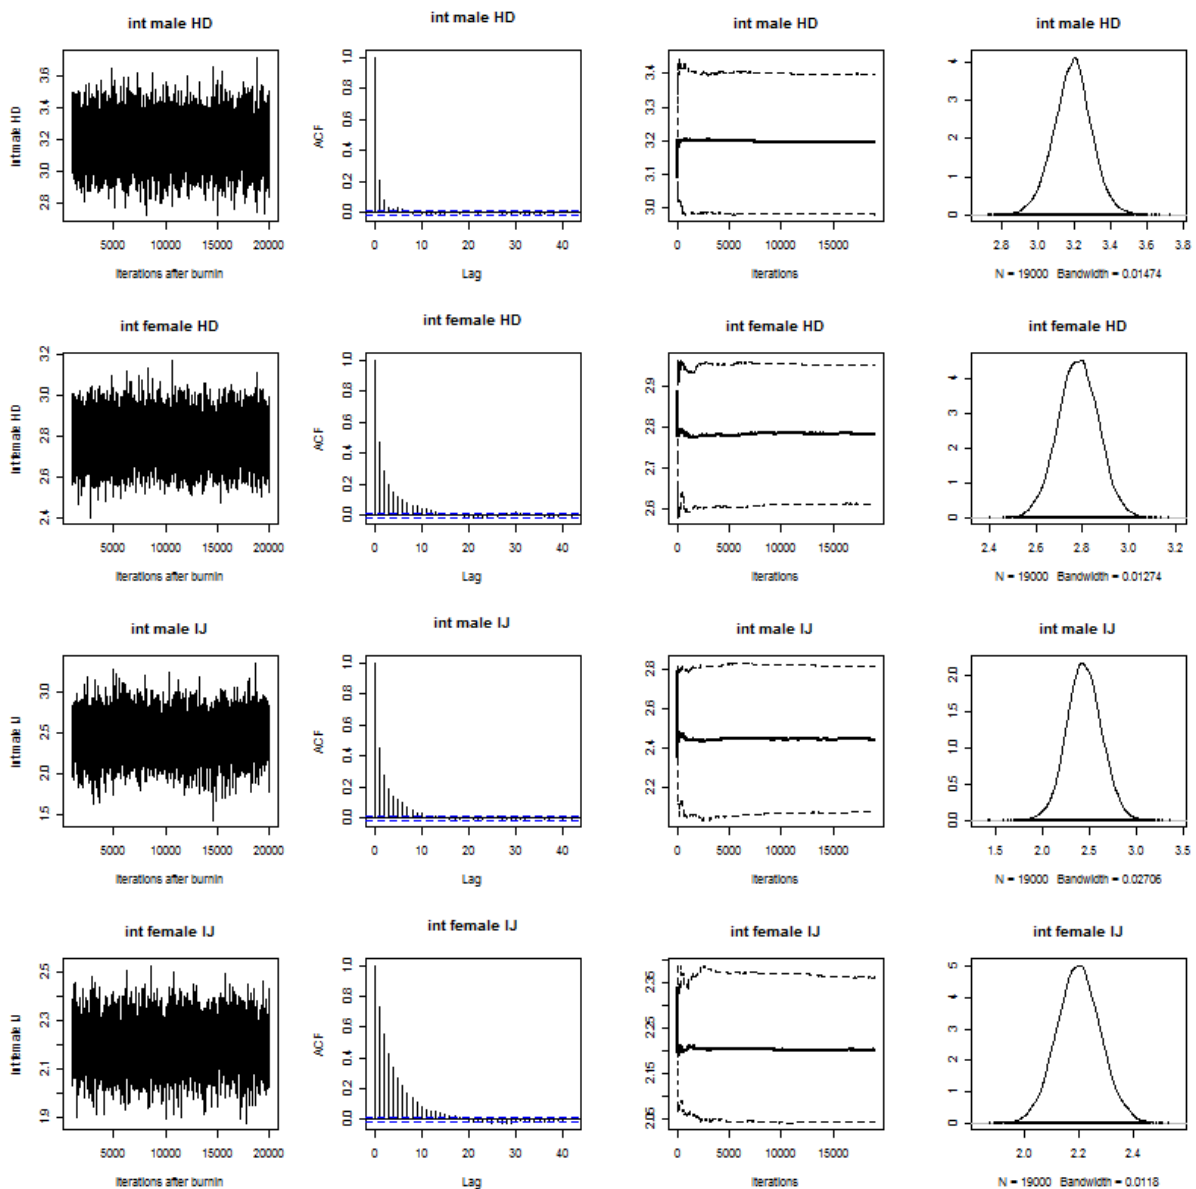 int male HD
int male HD
int male HD
int male HD
int male HD
2.8 3.0 3.2 3.4 3.6
5000 10000 15000 20000
Iterations after burnin
ACF
0.0 0.2 0.4 0.6 0.8 1.0
0 10 20 30 40
Lag
3.0 3.1 3.2 3.3 3.4
0 5000 10000 15000
Iterations
0 1 2 3 4
2.8 3.0 3.2 3.4 3.6 3.8
N = 19000 Bandwidth = 0.01474
int female HD
int female HD
int female HD
int female HD
int female HD
2.4 2.6 2.8 3.0 3.2
5000 10000 15000 20000
Iterations after burnin
ACF
0.0 0.2 0.4 0.6 0.8 1.0
0 10 20 30 40
Lag
2.6 2.7 2.8 2.9
0 5000 10000 15000
Iterations
0 1 2 3 4
2.4 2.6 2.8 3.0 3.2
N = 19000 Bandwidth = 0.01274
int male IJ
int male IJ
int male IJ
int male IJ
int male IJ
1.5 2.0 2.5 3.0
5000 10000 15000 20000
Iterations after burnin
ACF
0.0 0.2 0.4 0.6 0.8 1.0
0 10 20 30 40
Lag
2.2 2.4 2.6 2.8
0 5000 10000 15000
Iterations
0.0 0.5 1.0 1.5 2.0
1.5 2.0 2.5 3.0 3.5
N = 19000 Bandwidth = 0.02706
int female IJ
int female IJ
int female IJ
int female IJ
int female IJ
1.9 2.1 2.3 2.5
5000 10000 15000 20000
Iterations after burnin
ACF
0.0 0.2 0.4 0.6 0.8 1.0
0 10 20 30 40
Lag
2.05 2.15 2.25 2.35
0 5000 10000 15000
Iterations
0 1 2 3 4 5
2.0 2.2 2.4
N = 19000 Bandwidth = 0.0118